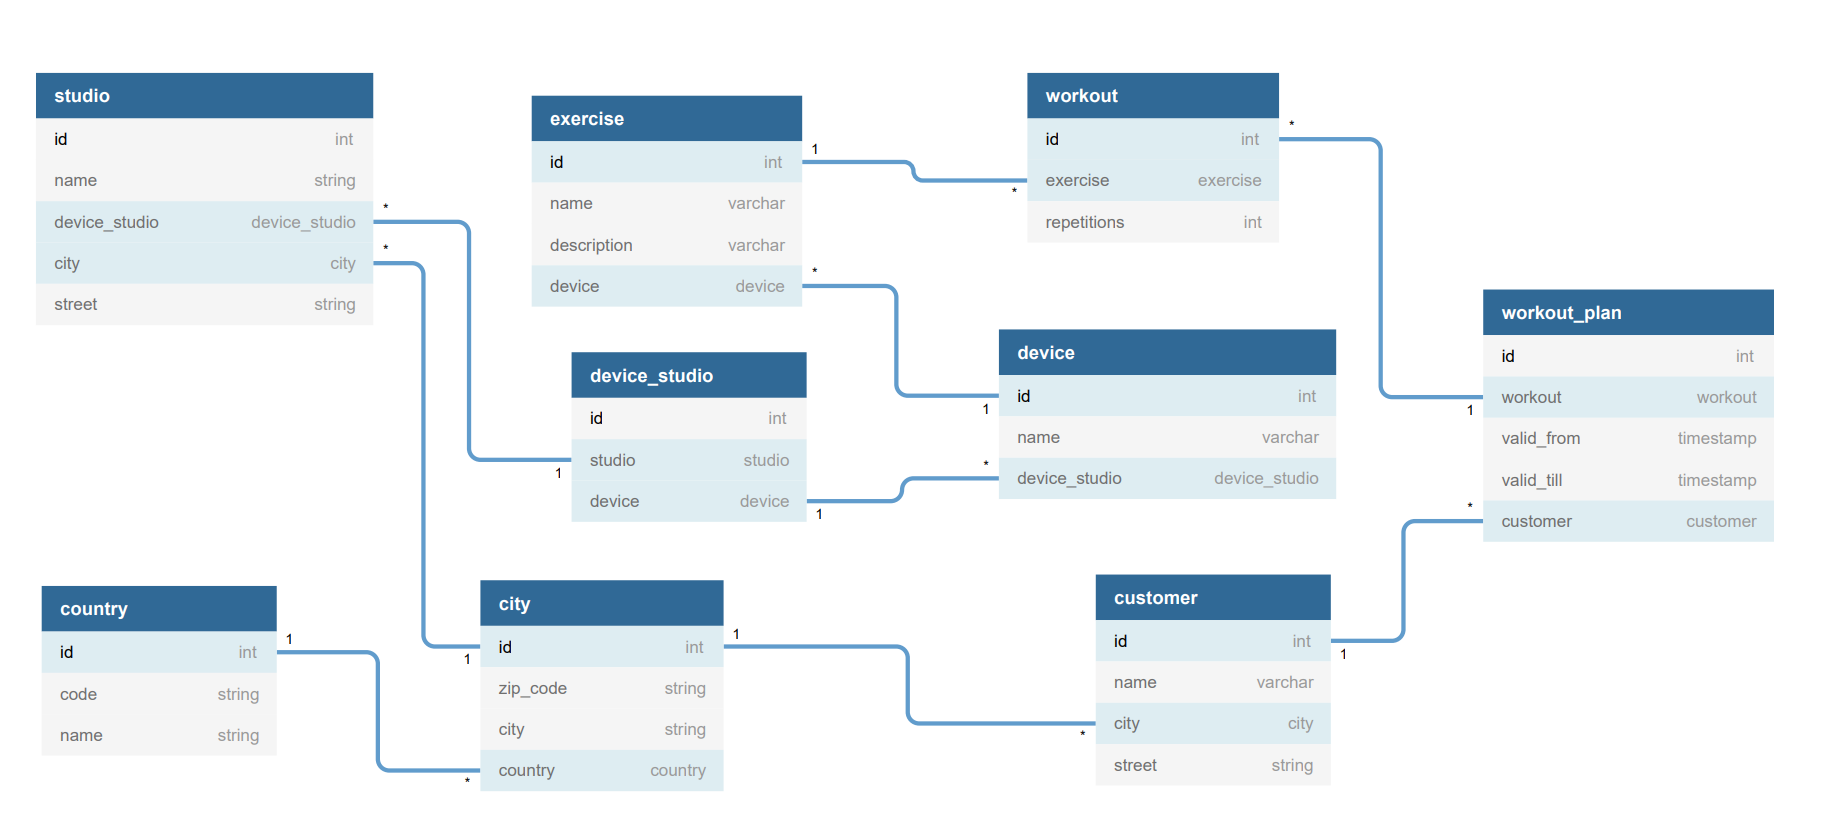 studio
id int
name string
device_studio device_studio *
city city *
street string
exercise
id int 1
name varchar
description varchar
device device *
workout
id int *
* exercise exercise
repetitions int
device_studio
id int
1 studio studio
device device 1
device
1 id int
name varchar
* device_studio device_studio
workout_plan
id int
1 workout workout
valid_from timestamp
valid_till timestamp
* customer customer
country
id int 1
code string
name string
city
1 id int 1
zip_code string
city string
* country country
customer
id int 1
name varchar
* city city
street string